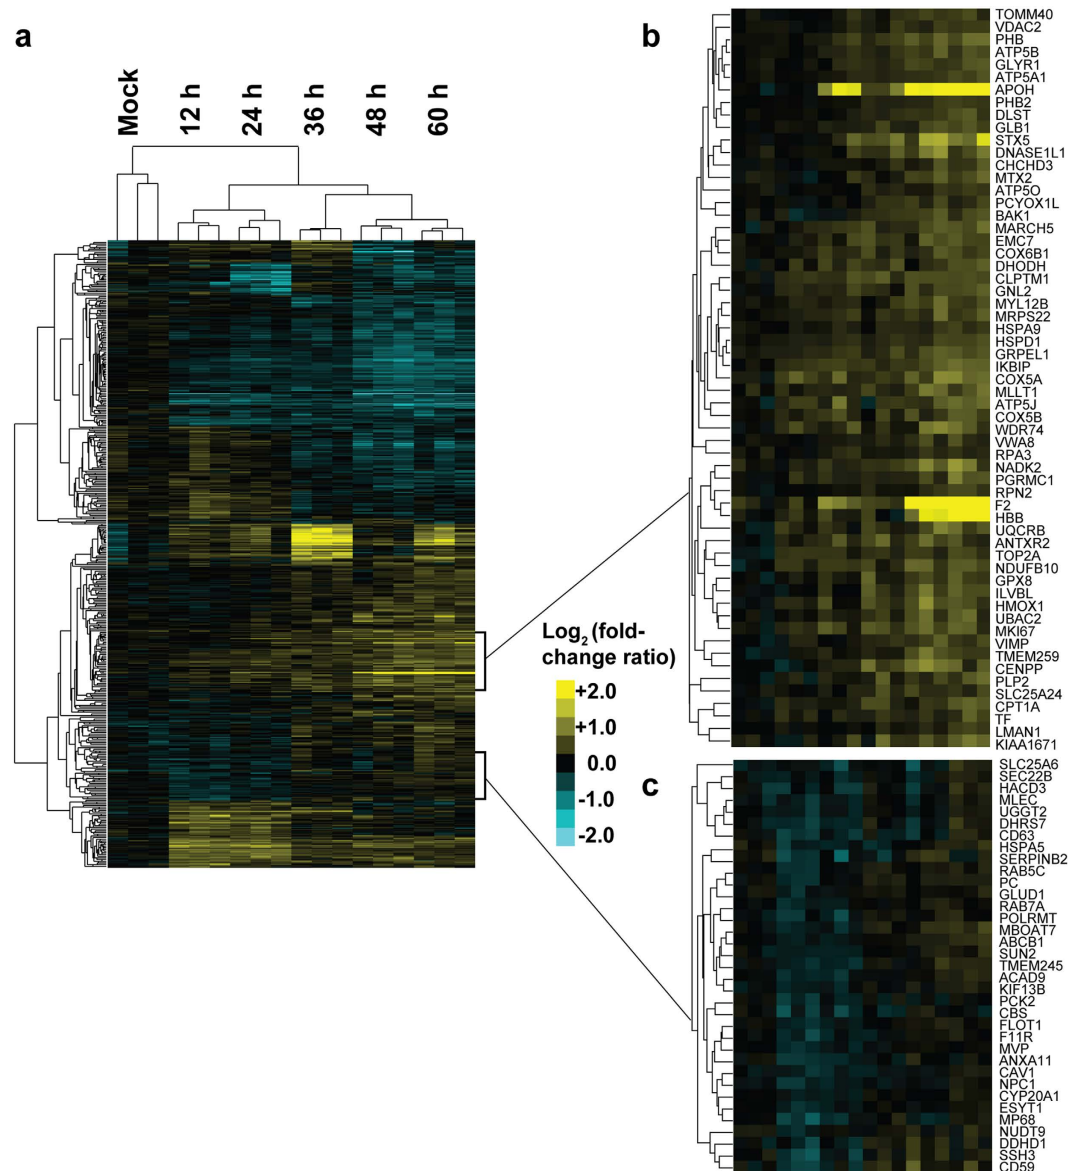 a
b
c
Mock
12 h
24 h
36 h
48 h
60 h
Log2 (fold-
change ratio)
+2.0
+1.0
0.0
-1.0
-2.0
TOMM40
VDAC2
PHB
ATP5B
GLYR1
ATP5A1
APOH
PHB2
DLST
GLB1
STX5
DNASE1L1
CHCHD3
MTX2
ATP5O
PCYOX1L
BAK1
MARCH5
EMC7
COX6B1
DHODH
CLPTM1
GNL2
MYL12B
MRPS22
HSPA9
HSPD1
GRPEL1
IKBIP
COX5A
MLLT1
ATP5J
COX5B
WDR74
VWA8
RPA3
NADK2
PGRMC1
RPN2
F2
HBB
UQCRB
ANTXR2
TOP2A
NDUFB10
GPX8
ILVBL
HMOX1
UBAC2
MKI67
VIMP
TMEM259
CENPP
PLP2
SLC25A24
CPT1A
TF
LMAN1
KIAA1671
SLC25A6
SEC22B
HACD3
MLEC
UGGT2
DHRS7
CD63
HSPA5
SERPINB2
RAB5C
PC
GLUD1
RAB7A
POLRMT
MBOAT7
ABCB1
SUN2
TMEM245
ACAD9
KIF13B
PCK2
CBS
FLOT1
F11R
MVP
ANXA11
CAV1
NPC1
CYP20A1
ESYT1
MP68
NUDT9
DDHD1
SSH3
CD59